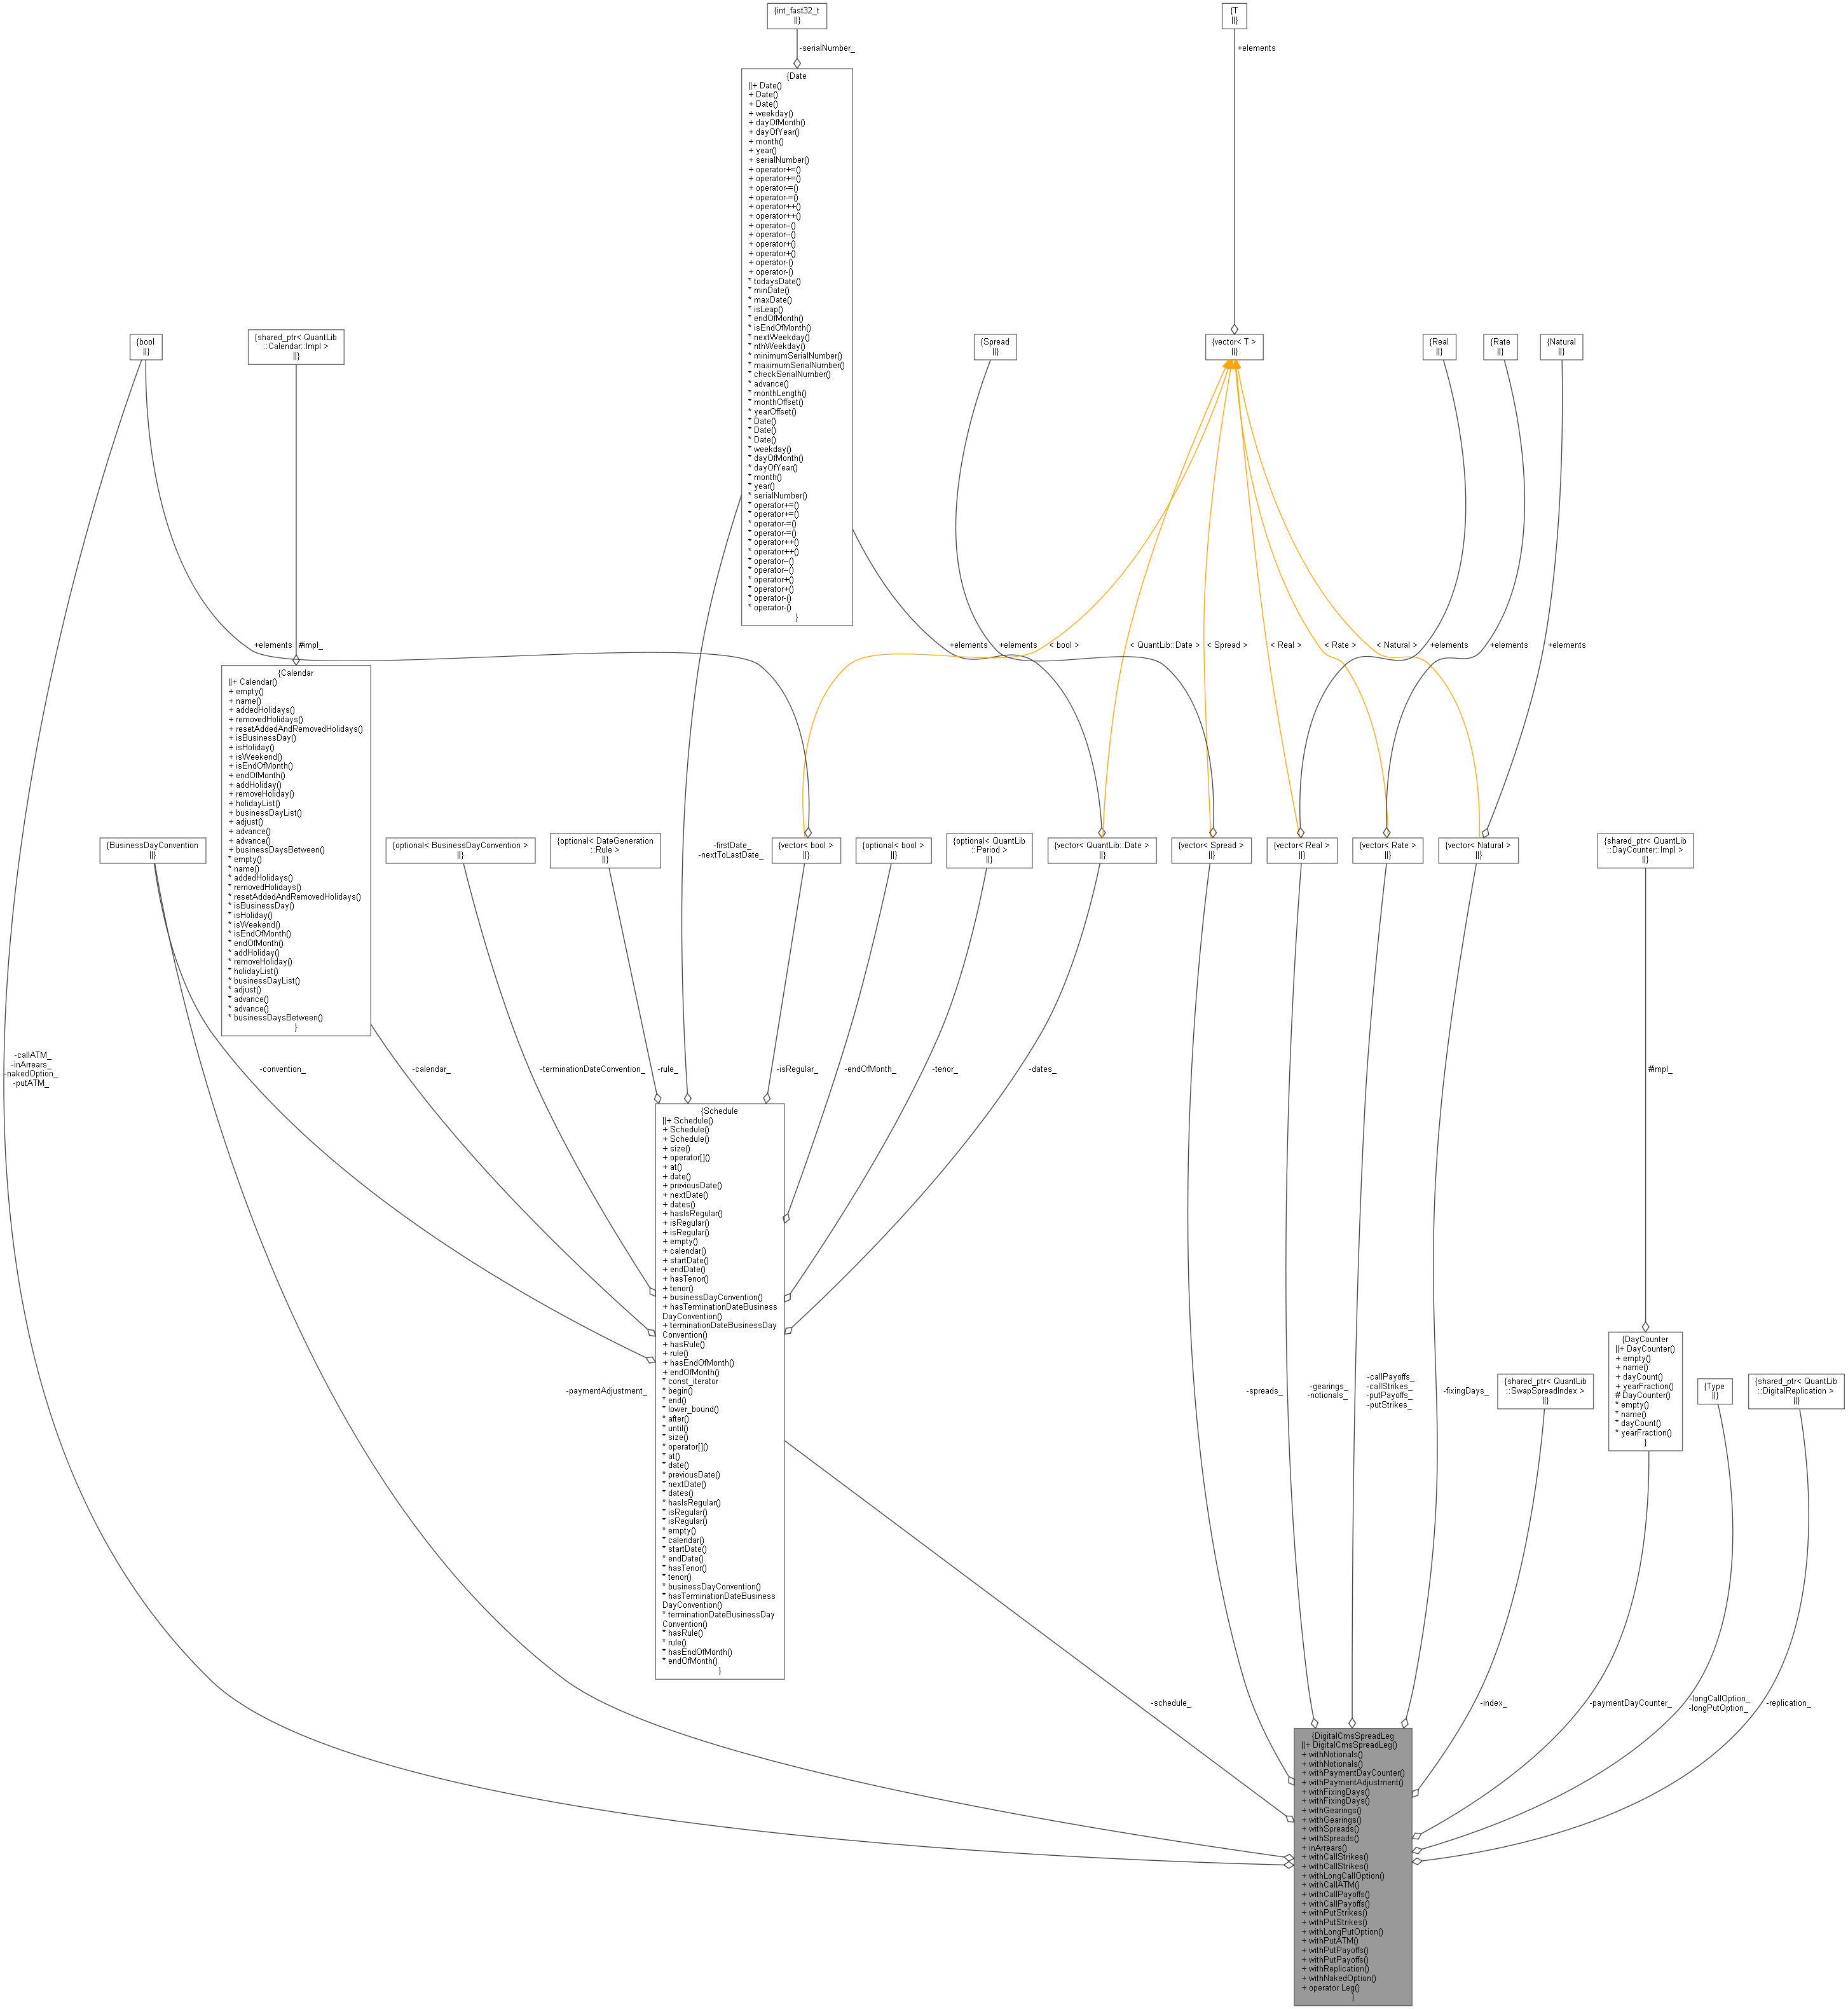 {int_fast32_t
||}
{T
||}
-serialNumber_
+elements
{Date
||+ Date()
+ Date()
+ Date()
+ weekday()
+ dayOfMonth()
+ dayOfYear()
+ month()
+ year()
+ serialNumber()
+ operator+=()
+ operator+=()
+ operator-=()
+ operator-=()
+ operator++()
+ operator++()
+ operator--()
+ operator--()
+ operator+()
+ operator+()
+ operator-()
+ operator-()
* todaysDate()
* minDate()
* maxDate()
* isLeap()
* endOfMonth()
* isEndOfMonth()
* nextWeekday()
* nthWeekday()
* minimumSerialNumber()
* maximumSerialNumber()
* checkSerialNumber()
* advance()
* monthLength()
* monthOffset()
* yearOffset()
* Date()
* Date()
* Date()
* weekday()
* dayOfMonth()
* dayOfYear()
* month()
* year()
* serialNumber()
* operator+=()
* operator+=()
* operator-=()
* operator-=()
* operator++()
* operator++()
* operator--()
* operator--()
* operator+()
* operator+()
* operator-()
* operator-()
}
{bool
||}
{shared_ptr< QuantLib
::Calendar::Impl >
||}
{Spread
||}
{vector< T >
||}
{Real
||}
{Rate
||}
{Natural
||}
+elements
#impl_
+elements
+elements
< bool >
< QuantLib::Date >
< Spread >
< Real >
< Rate >
< Natural >
+elements
+elements
+elements
{Calendar
||+ Calendar()
+ empty()
+ name()
+ addedHolidays()
+ removedHolidays()
+ resetAddedAndRemovedHolidays()
+ isBusinessDay()
+ isHoliday()
+ isWeekend()
+ isEndOfMonth()
+ endOfMonth()
+ addHoliday()
+ removeHoliday()
+ holidayList()
+ businessDayList()
+ adjust()
+ advance()
+ advance()
+ businessDaysBetween()
* empty()
* name()
* addedHolidays()
* removedHolidays()
* resetAddedAndRemovedHolidays()
* isBusinessDay()
* isHoliday()
* isWeekend()
* isEndOfMonth()
* endOfMonth()
* addHoliday()
* removeHoliday()
* holidayList()
* businessDayList()
* adjust()
* advance()
* advance()
* businessDaysBetween()
}
{BusinessDayConvention
||}
{optional< BusinessDayConvention >
||}
{optional< DateGeneration
::Rule >
||}
-firstDate_
-nextToLastDate_
{vector< bool >
||}
{optional< bool >
||}
{optional< QuantLib
::Period >
||}
{vector< QuantLib::Date >
||}
{vector< Spread >
||}
{vector< Real >
||}
{vector< Rate >
||}
{vector< Natural >
||}
{shared_ptr< QuantLib
::DayCounter::Impl >
||}
-callATM_
-inArrears_
-nakedOption_
-putATM_
-convention_
-calendar_
-terminationDateConvention_
-rule_
-isRegular_
-endOfMonth_
-tenor_
-dates_
#impl_
{Schedule
||+ Schedule()
+ Schedule()
+ Schedule()
+ size()
+ operator[]()
+ at()
+ date()
+ previousDate()
+ nextDate()
+ dates()
+ hasIsRegular()
+ isRegular()
+ isRegular()
+ empty()
+ calendar()
+ startDate()
+ endDate()
+ hasTenor()
+ tenor()
+ businessDayConvention()
+ hasTerminationDateBusiness
DayConvention()
+ terminationDateBusinessDay
Convention()
+ hasRule()
+ rule()
+ hasEndOfMonth()
+ endOfMonth()
* const_iterator
* begin()
* end()
* lower_bound()
* after()
* until()
* size()
* operator[]()
* at()
* date()
* previousDate()
* nextDate()
* dates()
* hasIsRegular()
* isRegular()
* isRegular()
* empty()
* calendar()
* startDate()
* endDate()
* hasTenor()
* tenor()
* businessDayConvention()
* hasTerminationDateBusiness
DayConvention()
* terminationDateBusinessDay
Convention()
* hasRule()
* rule()
* hasEndOfMonth()
* endOfMonth()
}
-paymentAdjustment_
-spreads_
-gearings_
-notionals_
-callPayoffs_
-callStrikes_
-putPayoffs_
-putStrikes_
-fixingDays_
{shared_ptr< QuantLib
::SwapSpreadIndex >
||}
{DayCounter
||+ DayCounter()
+ empty()
+ name()
+ dayCount()
+ yearFraction()
# DayCounter()
* empty()
* name()
* dayCount()
* yearFraction()
}
{Type
||}
{shared_ptr< QuantLib
::DigitalReplication >
||}
-schedule_
-index_
-paymentDayCounter_
-longCallOption_
-longPutOption_
-replication_
{DigitalCmsSpreadLeg
||+ DigitalCmsSpreadLeg()
+ withNotionals()
+ withNotionals()
+ withPaymentDayCounter()
+ withPaymentAdjustment()
+ withFixingDays()
+ withFixingDays()
+ withGearings()
+ withGearings()
+ withSpreads()
+ withSpreads()
+ inArrears()
+ withCallStrikes()
+ withCallStrikes()
+ withLongCallOption()
+ withCallATM()
+ withCallPayoffs()
+ withCallPayoffs()
+ withPutStrikes()
+ withPutStrikes()
+ withLongPutOption()
+ withPutATM()
+ withPutPayoffs()
+ withPutPayoffs()
+ withReplication()
+ withNakedOption()
+ operator Leg()
}